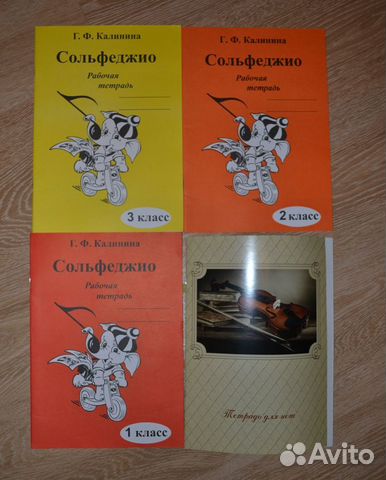 Г. Ф. Калинина
Сольфеджио
Рабочая
тетрадь
3 класс
Г. Ф. Калинина
Сольфеджио
Рабочая
тетрадь
2 класс
Г. Ф. Калинина
Сольфеджио
Рабочая
тетрадь
1 класс
Тетрадь для нот
Avito